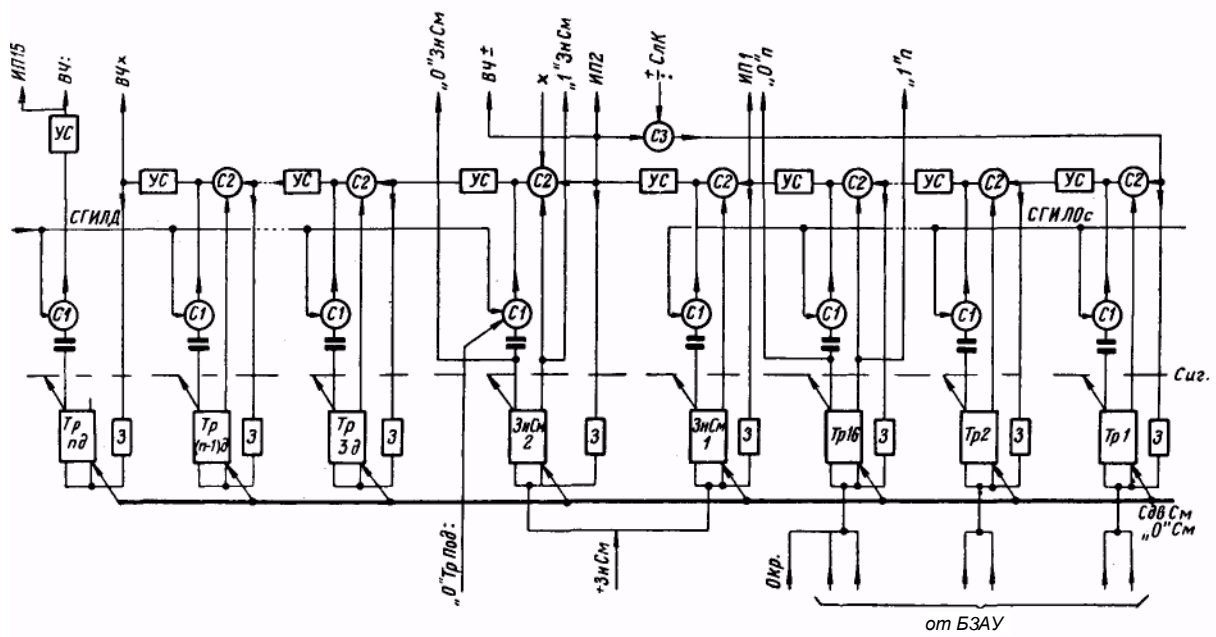 ИП15
ВЧ:
ВЧ×
„0"ЗнСм
ВЧ ±
×
„1"ЗнСм
ИП2
± : СлК
ИП1
„0"п
„1"п
УС
С3
УС С2 УС С2 УС С2 УС С2 УС С2 УС С2 УС С2
СГИЛД
СГИЛОс
С1 С1 С1 С1 С1 С1 С1 С1
Сиг.
Тр nд
З
Тр (n-1)д
З
Тр 3д
З
ЗнСм 2
З
ЗнСм 1
З
Тр16
З
Тр2
З
Тр1
З
СдвСм
„0"См
„0"ТрПод:
+ЗнСм
Окр.
от БЗАУ